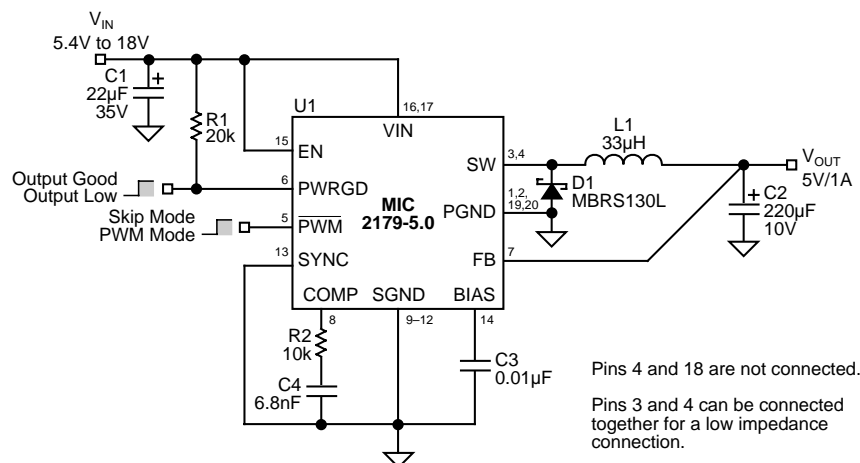 VIN
5.4V to 18V
C1
22µF
35V
R1
20k
U1
16,17
VIN
15
EN
Output Good
Output Low
6
PWRGD
Skip Mode
PWM Mode
5
PWM
13
SYNC
MIC
2179-5.0
SW
3,4
PGND
1,2,
19,20
FB
7
COMP
8
SGND
9–12
BIAS
14
L1
33µH
D1
MBRS130L
VOUT
5V/1A
C2
220µF
10V
R2
10k
C4
6.8nF
C3
0.01µF
Pins 4 and 18 are not connected.
Pins 3 and 4 can be connected
together for a low impedance
connection.